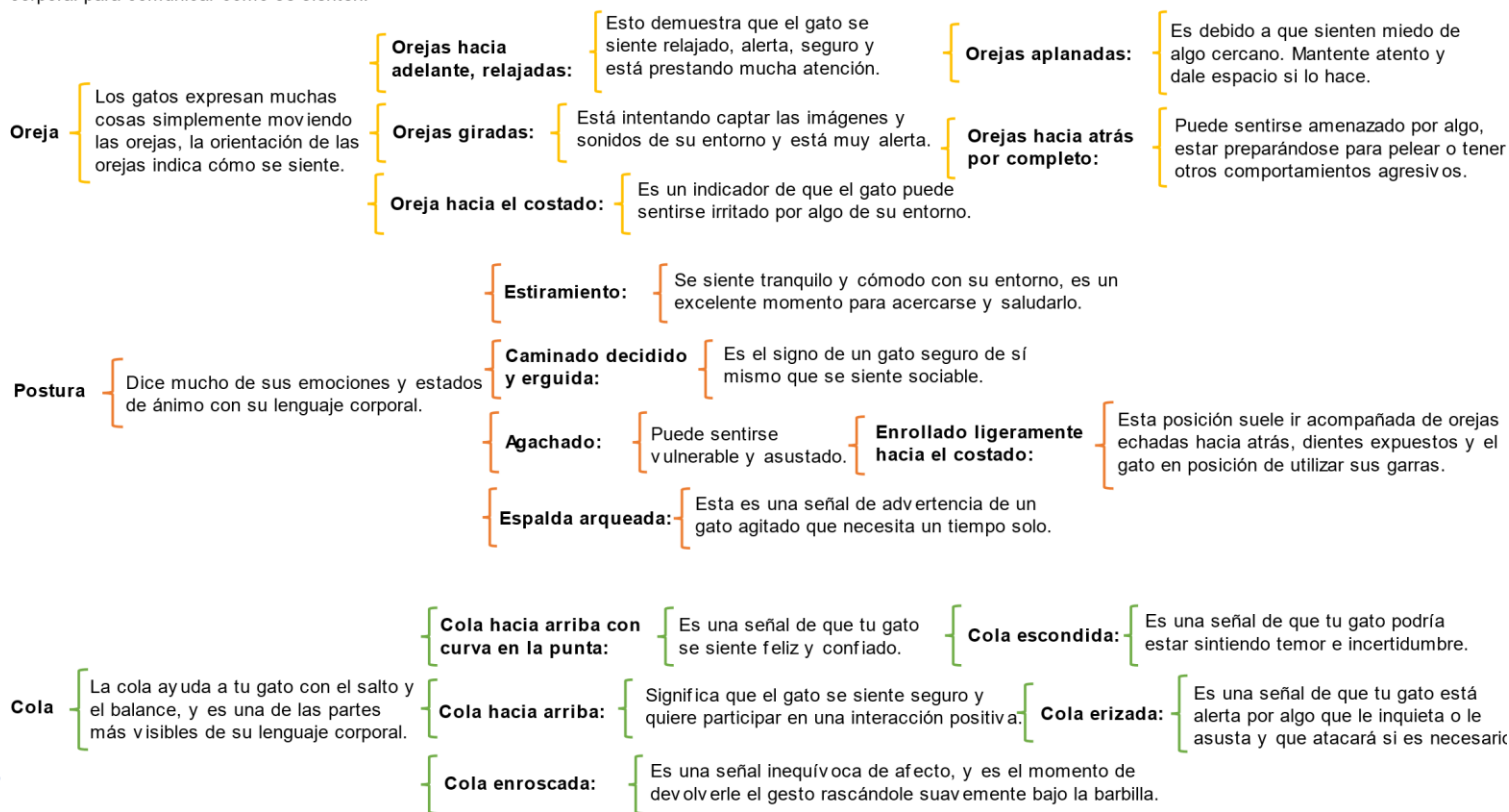 corporal para comunicar cómo se sienten.
Oreja
Los gatos expresan muchas
cosas simplemente moviendo
las orejas, la orientación de las
orejas indica cómo se siente.
Orejas hacia
adelante, relajadas:
Esto demuestra que el gato se
siente relajado, alerta, seguro y
está prestando mucha atención.
Orejas giradas:
Está intentando captar las imágenes y
sonidos de su entorno y está muy alerta.
Oreja hacia el costado:
Es un indicador de que el gato puede
sentirse irritado por algo de su entorno.
Orejas aplanadas:
Es debido a que sienten miedo de
algo cercano. Mantente atento y
dale espacio si lo hace.
Orejas hacia atrás
por completo:
Puede sentirse amenazado por algo,
estar preparándose para pelear o tener
otros comportamientos agresivos.
Postura
Dice mucho de sus emociones y estados
de ánimo con su lenguaje corporal.
Estiramiento:
Se siente tranquilo y cómodo con su entorno, es un
excelente momento para acercarse y saludarlo.
Caminado decidido
y erguida:
Es el signo de un gato seguro de sí
mismo que se siente sociable.
Agachado:
Puede sentirse
vulnerable y asustado.
Enrollado ligeramente
hacia el costado:
Esta posición suele ir acompañada de orejas
echadas hacia atrás, dientes expuestos y el
gato en posición de utilizar sus garras.
Espalda arqueada:
Esta es una señal de advertencia de un
gato agitado que necesita un tiempo solo.
Cola
La cola ayuda a tu gato con el salto y
el balance, y es una de las partes
más visibles de su lenguaje corporal.
Cola hacia arriba con
curva en la punta:
Es una señal de que tu gato
se siente feliz y confiado.
Cola escondida:
Es una señal de que tu gato podría
estar sintiendo temor e incertidumbre.
Cola hacia arriba:
Significa que el gato se siente seguro y
quiere participar en una interacción positiva.
Cola erizada:
Es una señal de que tu gato está
alerta por algo que le inquieta o le
asusta y que atacará si es necesario
Cola enroscada:
Es una señal inequívoca de afecto, y es el momento de
devolverle el gesto rascándole suavemente bajo la barbilla.